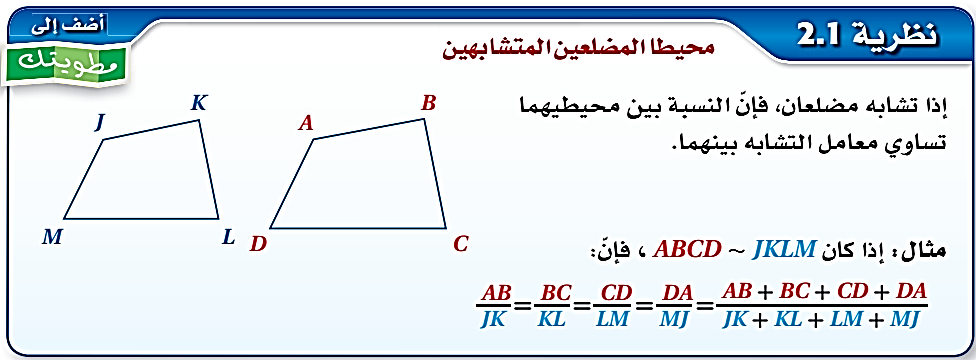 نظرية 2.1
أضف إلى
مطويتك
محيطا المضلعين المتشابهين
إذا تشابه مضلعان، فإنّ النسبة بين محيطيهما
تساوي معامل التشابه بينهما.
J K M L
A B D C
مثال: إذا كان ABCD ~ JKLM ، فإنّ:
AB/JK = BC/KL = CD/LM = DA/MJ = AB + BC + CD + DA/JK + KL + LM + MJ